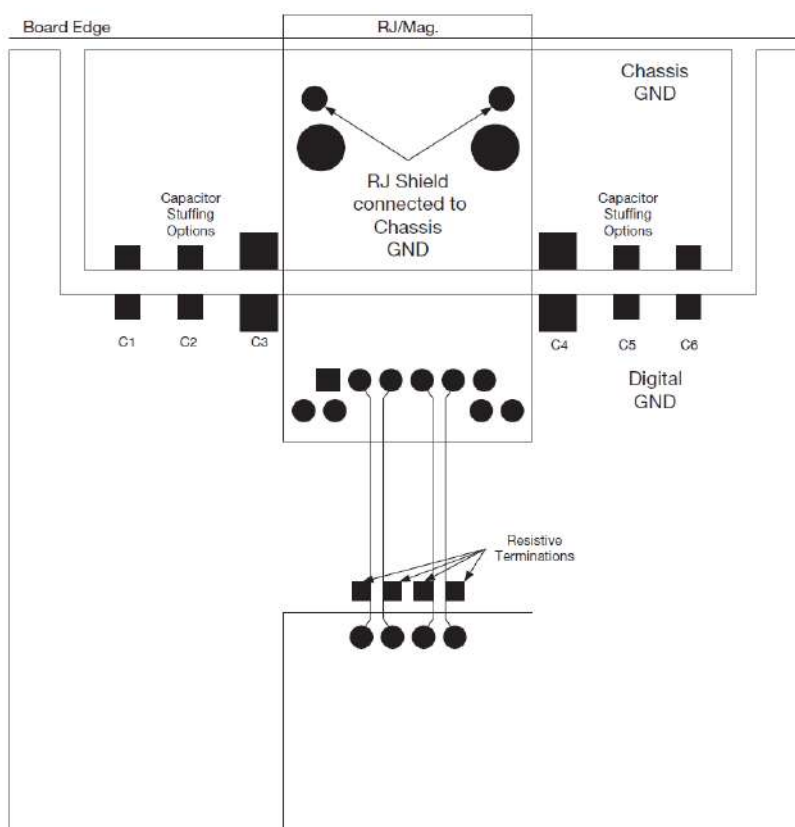 Board Edge
RJ/Mag.
Chassis
GND
RJ Shield
connected to
Chassis
GND
Capacitor
Stuffing
Options
Capacitor
Stuffing
Options
C1
C2
C3
C4
C5
C6
Digital
GND
Resistive
Terminations